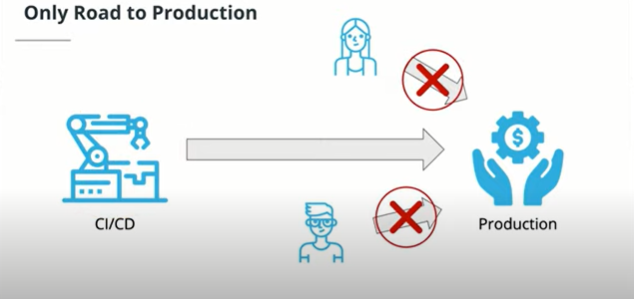 Only Road to Production
$
CI/CD
Production